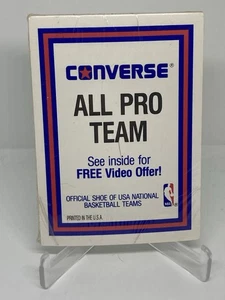 CONVERSE®
ALL PRO
TEAM
See inside for
FREE Video Offer!
OFFICIAL SHOE OF USA NATIONAL
BASKETBALL TEAMS
PRINTED IN THE U.S.A.